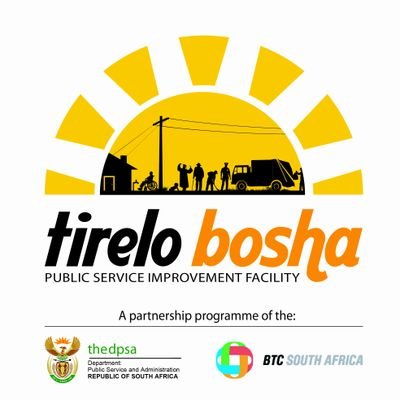 tirelo bosha
PUBLIC SERVICE IMPROVEMENT FACILITY
A partnership programme of the:
thedpsa
Department:
Public Service and Administration
REPUBLIC OF SOUTH AFRICA
BTC SOUTH AFRICA